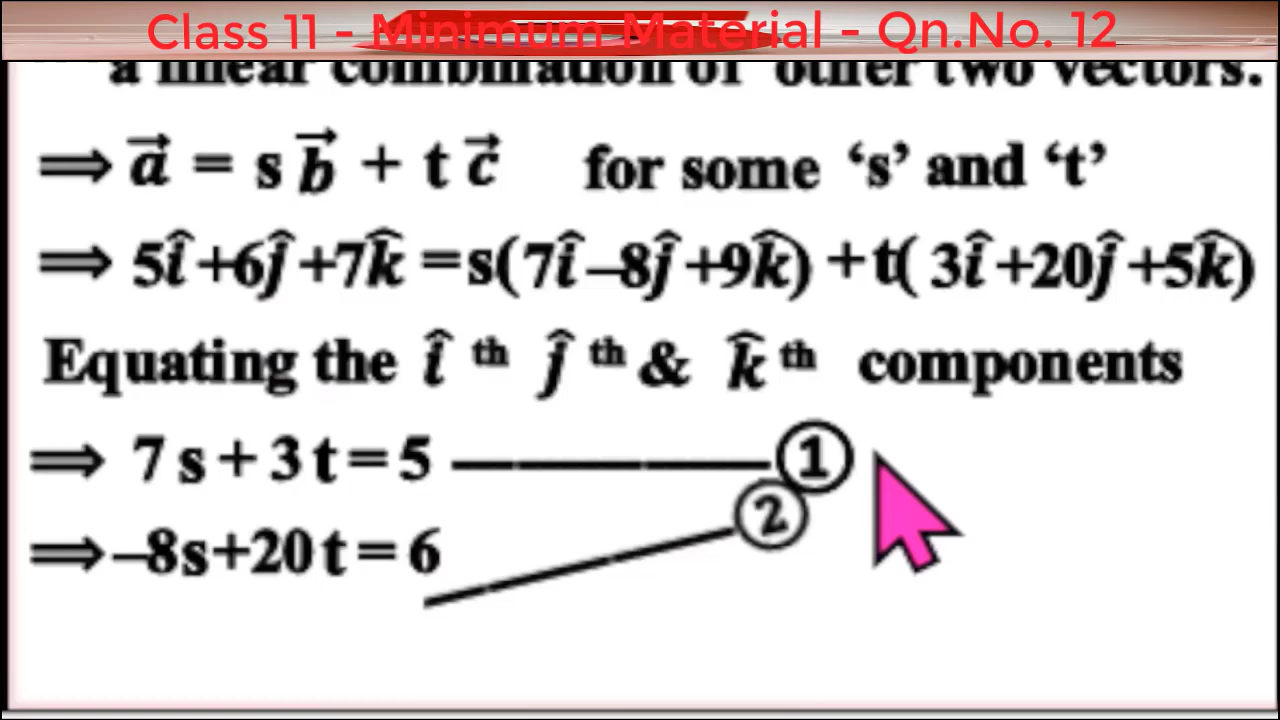 Class 11 - Minimum Material - Qn.No. 12
a linear combination of other two vectors.
⟹ a⃗ = s b⃗ + t c⃗ for some ‘s’ and ‘t’
⟹ 5î+6ĵ+7k̂ =s(7î–8ĵ+9k̂)+t(3î+20ĵ+5k̂)
Equating the î th ĵ th & k̂ th components
⟹ 7s+3t=5 ①
⟹ –8s+20t=6 ②